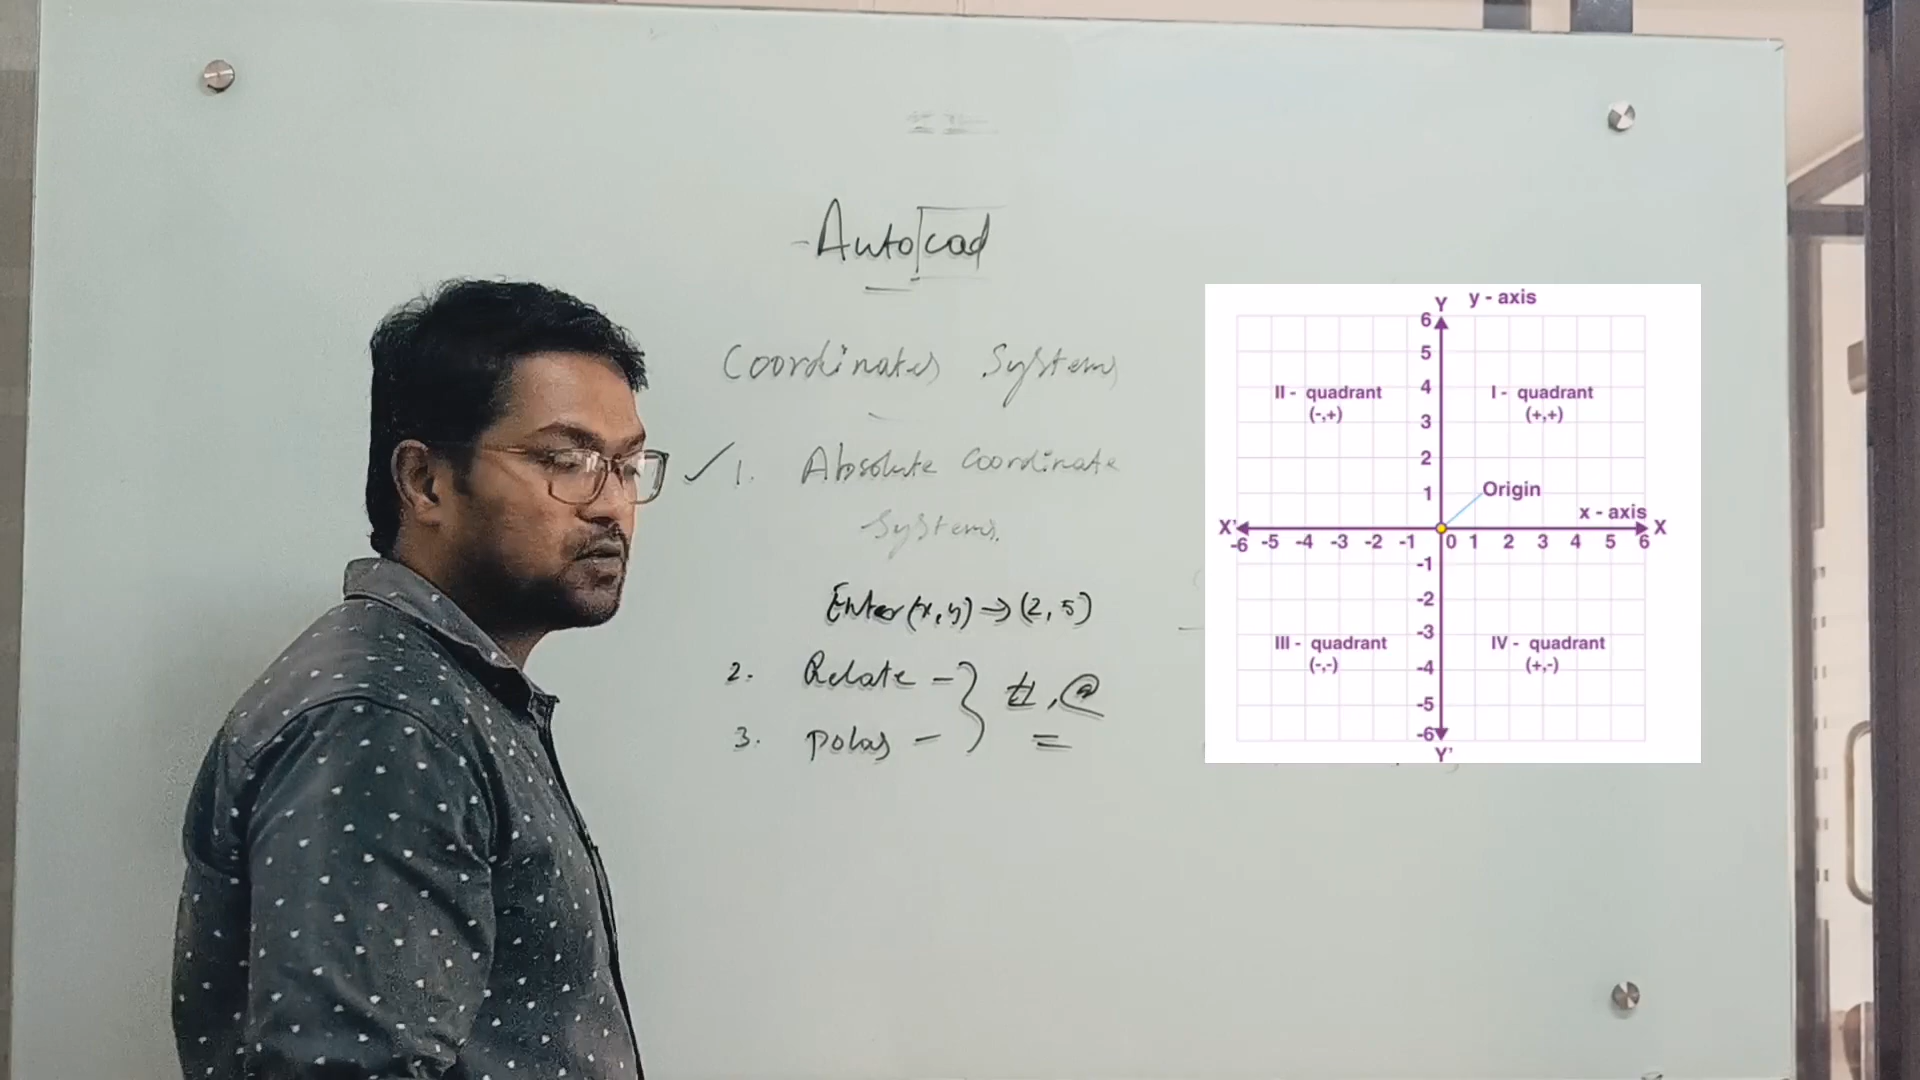 Autocad
Coordinates Systems
✓ 1. Absolute Coordinate
Systems.
Enter(x,y) → (2,5)
2. Relate - } #, @
3. polar -
Y y - axis
6
5
4
3
2
1
II - quadrant
(-,+)
I - quadrant
(+,+)
Origin
x - axis
X' X
-6 -5 -4 -3 -2 -1 0 1 2 3 4 5 6
-1
-2
-3
-4
-5
-6
III - quadrant
(-,-)
IV - quadrant
(+,-)
Y'